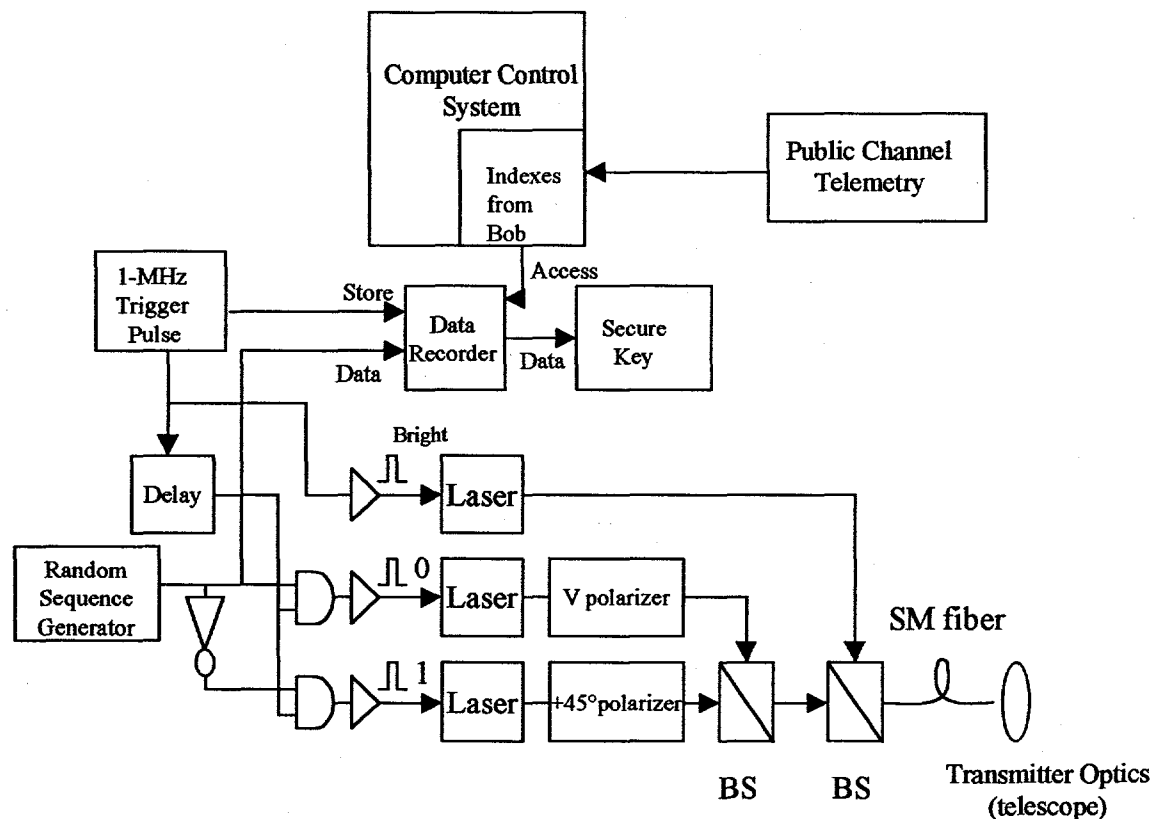 Computer Control
System
Indexes
from
Bob
Public Channel
Telemetry
1-MHz
Trigger
Pulse
Store
Access
Data
Recorder
Data
Data
Secure
Key
Bright
Delay
Laser
Random
Sequence
Generator
0
Laser
V polarizer
SM fiber
1
Laser
+45°polarizer
BS
BS
Transmitter Optics
(telescope)